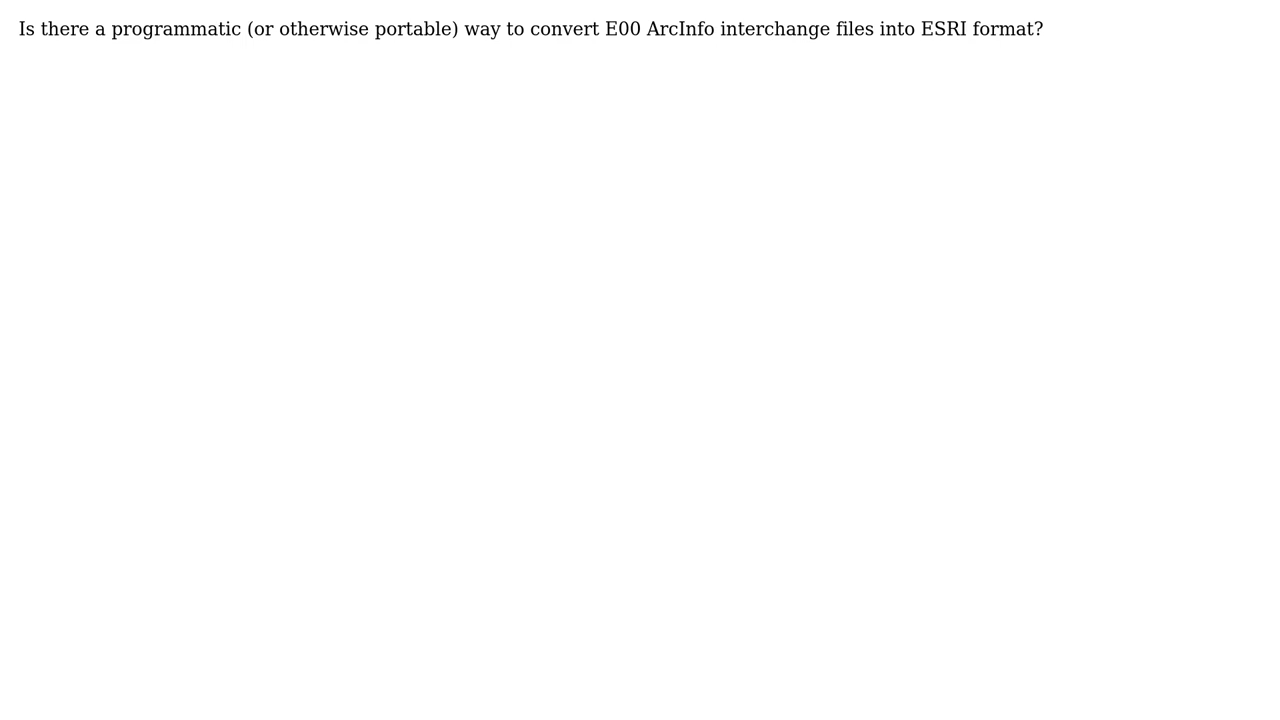 Is there a programmatic (or otherwise portable) way to convert E00 ArcInfo interchange files into ESRI format?